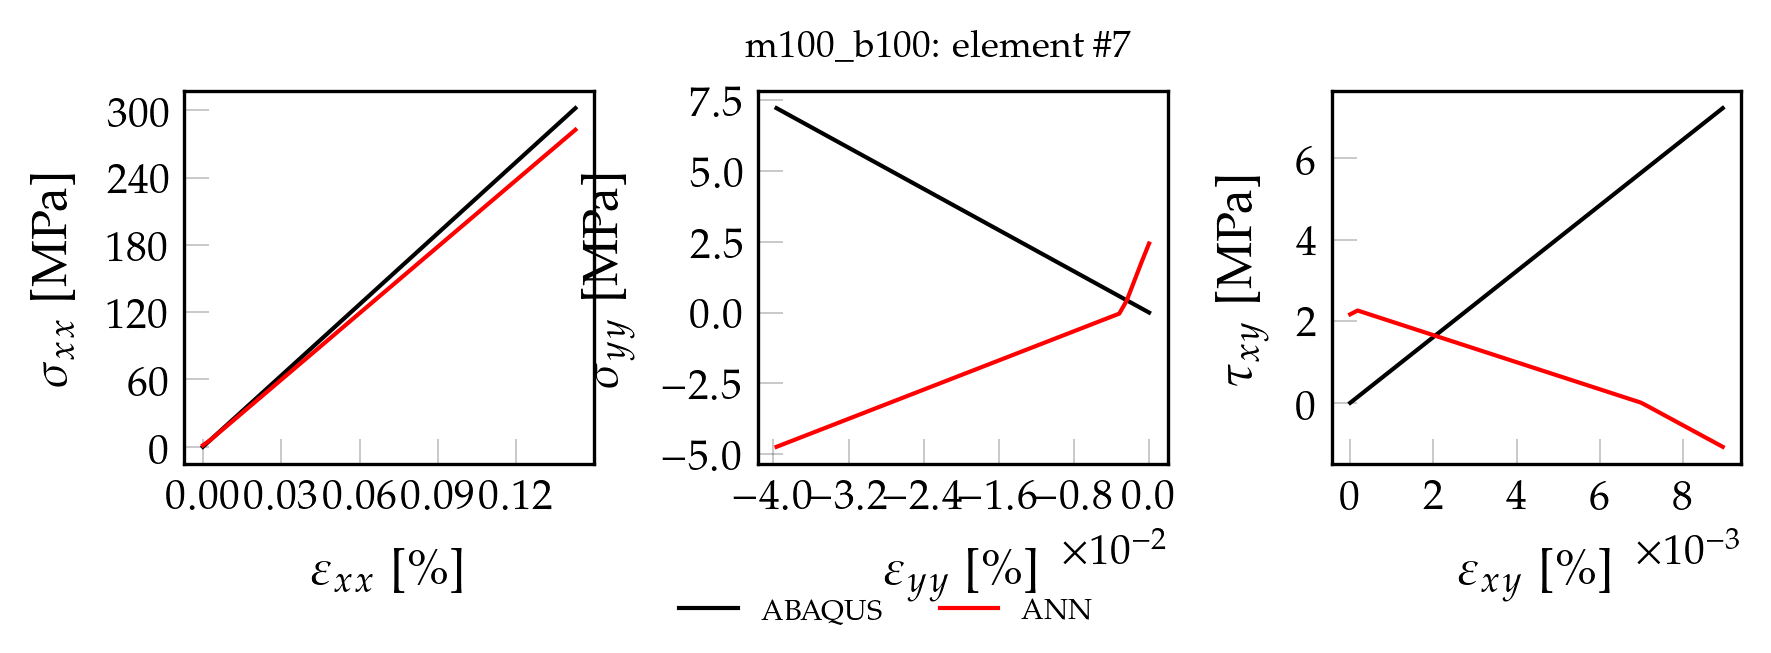 m100_b100: element #7
σxx [MPa]
300
240
180
120
60
0
0.00 0.03 0.06 0.09 0.12
εxx [%]
σyy [MPa]
7.5
5.0
2.5
0.0
−2.5
−5.0
−4.0 −3.2 −2.4 −1.6 −0.8 0.0
×10−2
εyy [%]
τxy [MPa]
6
4
2
0
0 2 4 6 8
×10−3
εxy [%]
ABAQUS ANN